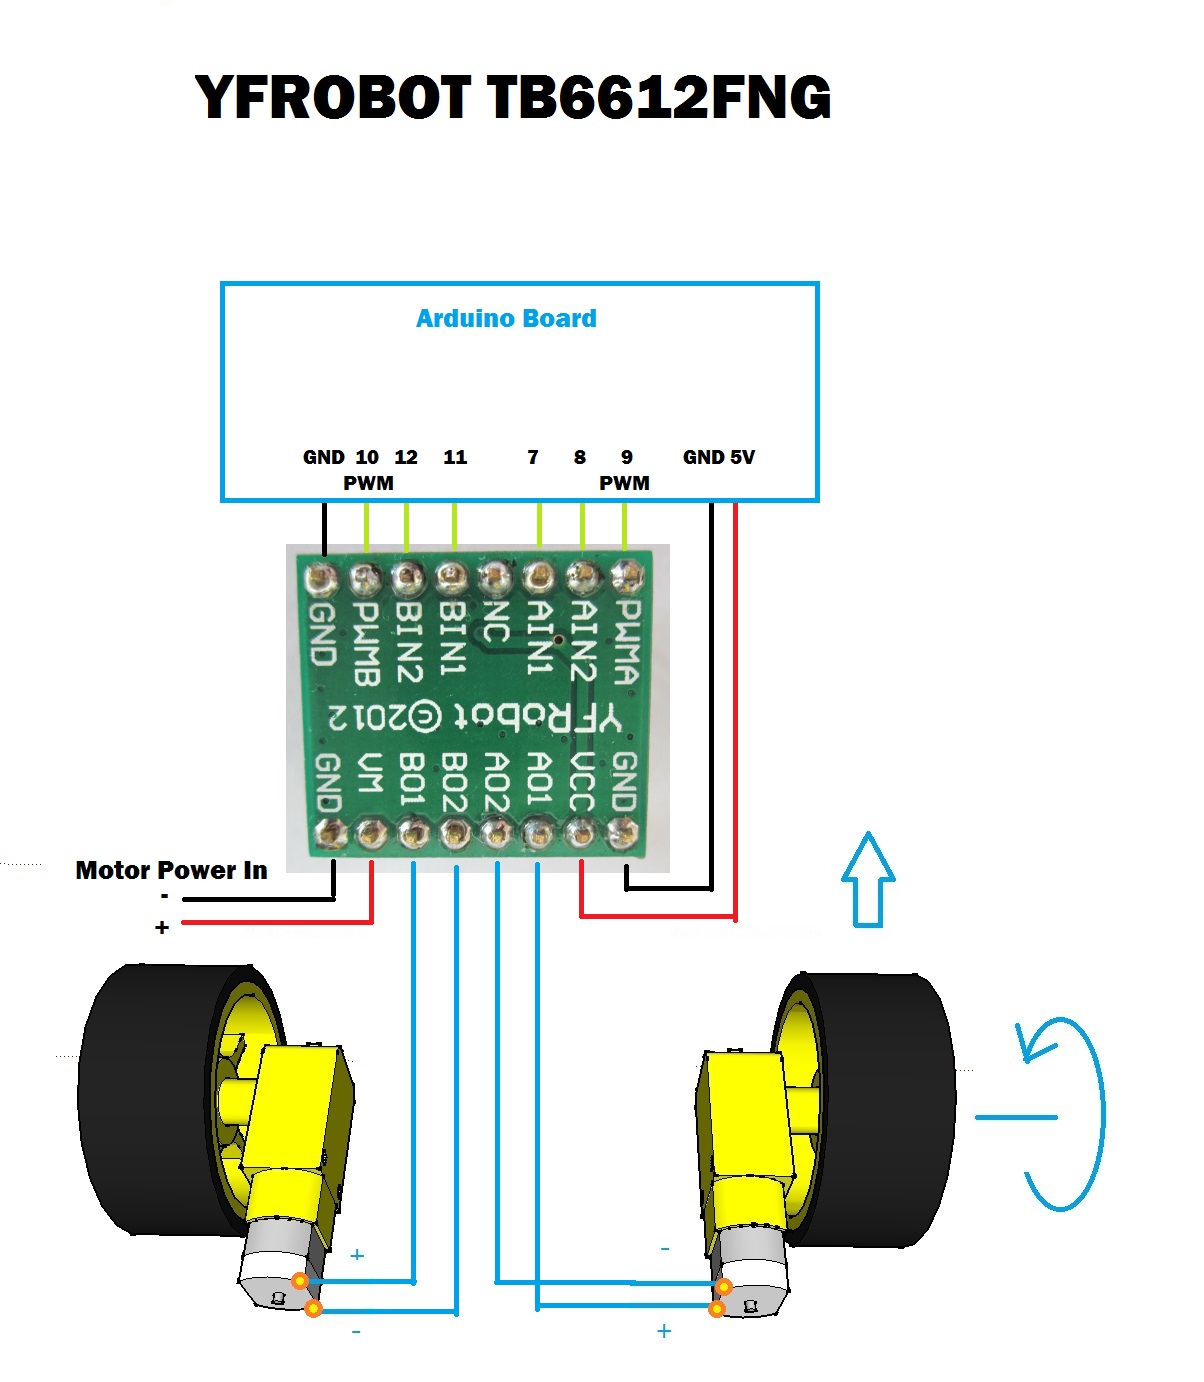 YFROBOT TB6612FNG
Arduino Board
GND 10 12 11 7 8 9 GND 5V
PWM PWM
GND PWMB BIN2 BIN1 NC AIN1 AIN2 PWMA
YFRobot ©2012
GND VM BO1 BO2 AO2 AO1 VCC GND
Motor Power In
-
+
+ -
- +